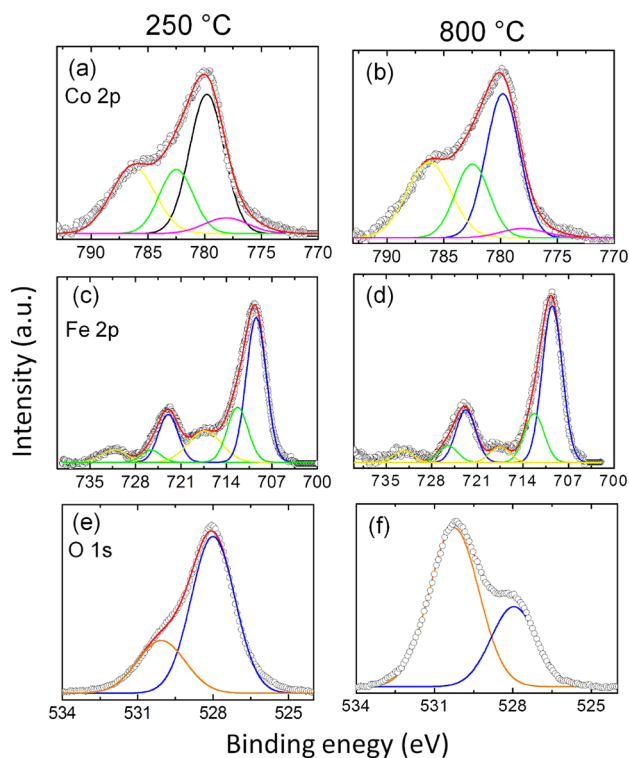 250 °C
800 °C
(a)
Co 2p
790 785 780 775 770
(b)
790 785 780 775 770
(c)
Fe 2p
735 728 721 714 707 700
(d)
735 728 721 714 707 700
(e)
O 1s
534 531 528 525
(f)
534 531 528 525
Intensity (a.u.)
Binding enegy (eV)